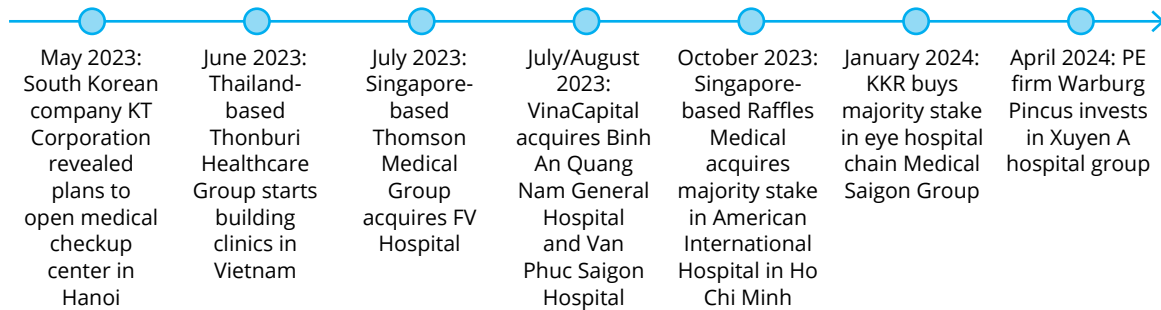 May 2023:
South Korean
company KT
Corporation
revealed
plans to
open medical
checkup
center in
Hanoi
June 2023:
Thailand-
based
Thonburi
Healthcare
Group starts
building
clinics in
Vietnam
July 2023:
Singapore-
based
Thomson
Medical
Group
acquires FV
Hospital
July/August
2023:
VinaCapital
acquires Binh
An Quang
Nam General
Hospital
and Van
Phuc Saigon
Hospital
October 2023:
Singapore-
based Raffles
Medical
acquires
majority stake
in American
International
Hospital in Ho
Chi Minh
January 2024:
KKR buys
majority stake
in eye hospital
chain Medical
Saigon Group
April 2024: PE
firm Warburg
Pincus invests
in Xuyen A
hospital group